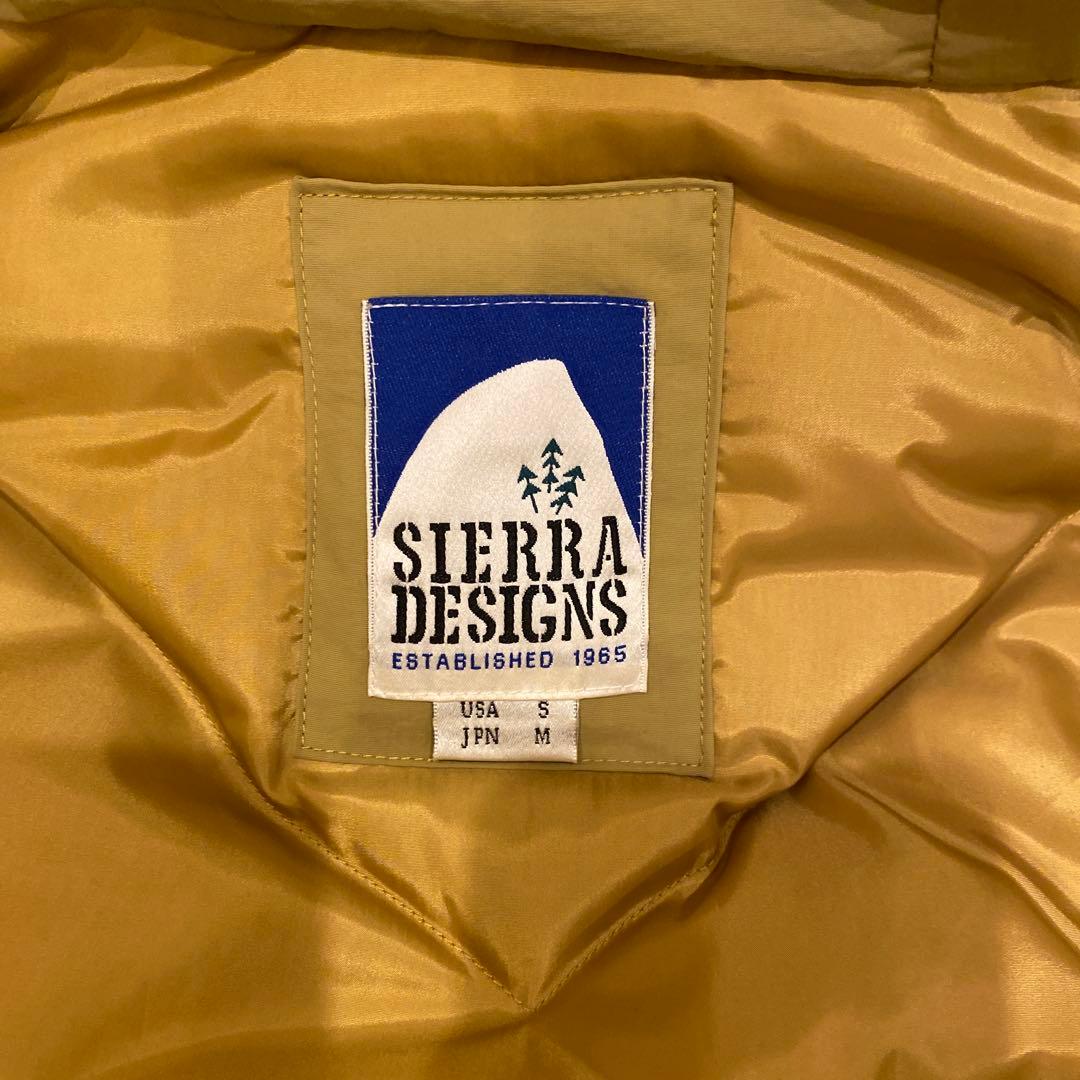 SIERRA
DESIGNS
ESTABLISHED 1965
USA S
JPN M